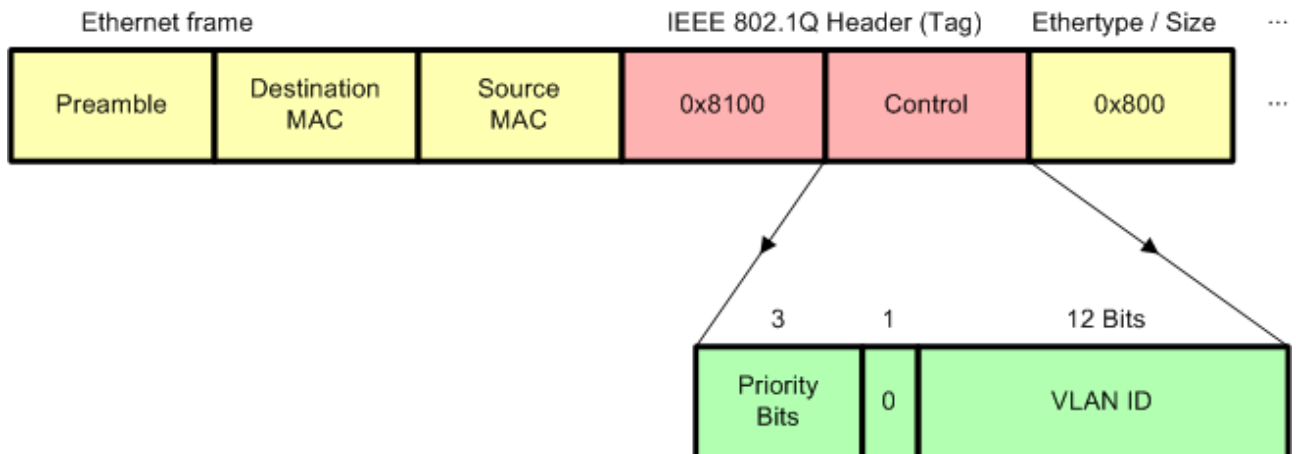 Ethernet frame
IEEE 802.1Q Header (Tag)
Ethertype / Size
...
Preamble
Destination
MAC
Source
MAC
0x8100
Control
0x800
...
3
1
12 Bits
Priority
Bits
0
VLAN ID